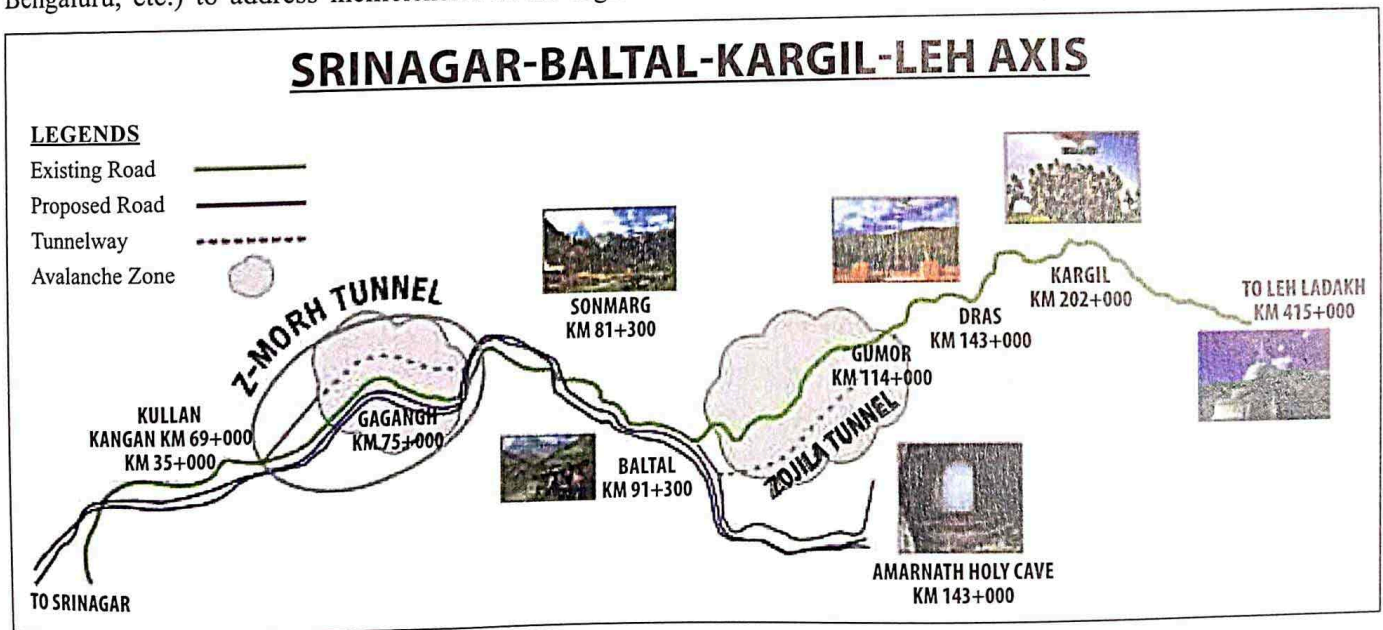 Bengaluru, etc.) to address
SRINAGAR-BALTAL-KARGIL-LEH AXIS
LEGENDS
Existing Road
Proposed Road
Tunnelway
Avalanche Zone
Z-MORH TUNNEL
SONMARG
KM 81+300
KARGIL
KM 202+000
TO LEH LADAKH
KM 415+000
DRAS
KM 143+000
GUMOR
KM 114+000
KULLAN
KANGAN KM 69+000
KM 35+000
GAGANGH
KM 75+000
BALTAL
KM 91+300
ZOJILA TUNNEL
AMARNATH HOLY CAVE
KM 143+000
TO SRINAGAR